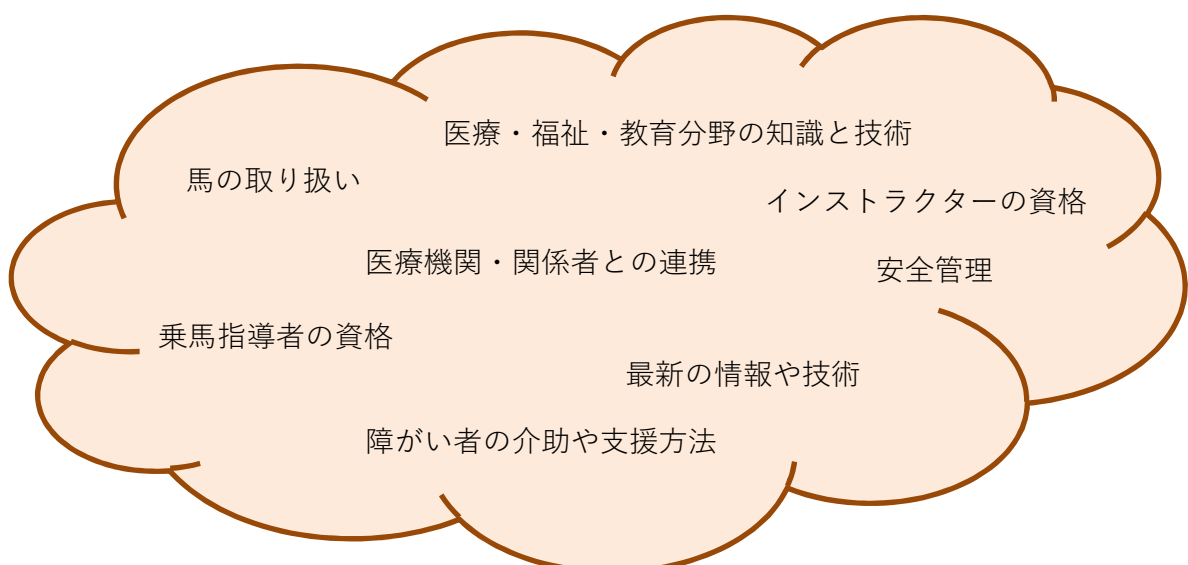 医療・福祉・教育分野の知識と技術
馬の取り扱い
インストラクターの資格
医療機関・関係者との連携
安全管理
乗馬指導者の資格
最新の情報や技術
障がい者の介助や支援方法